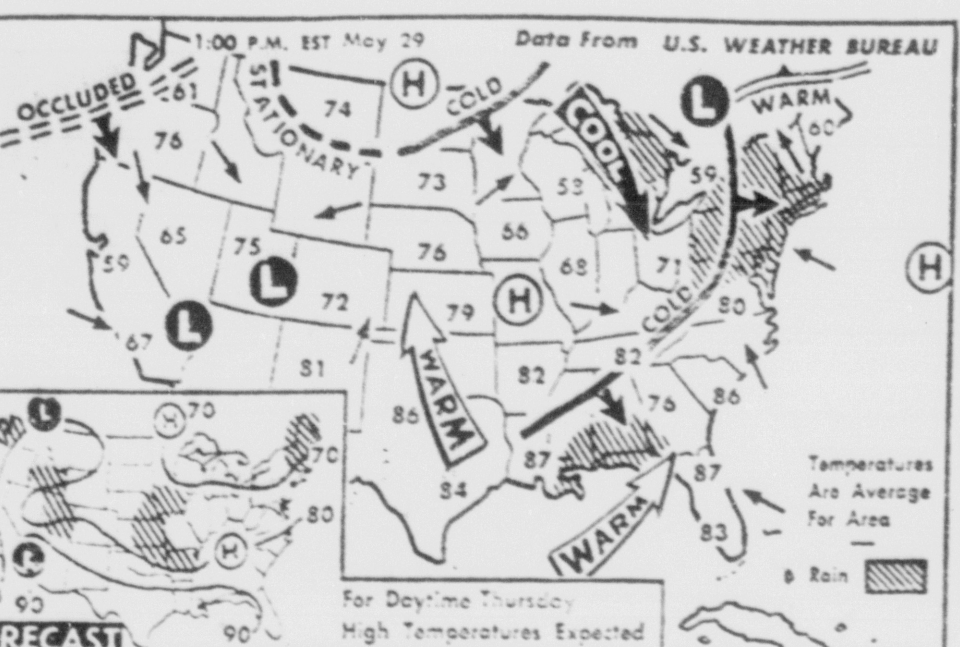 1:00 P.M. EST May 29
Data From U.S. WEATHER BUREAU
OCCLUDED
61
STATIONARY
74
H
COLD
COOL
L
WARM
60
76
73
53
59
65
75
76
66
59
L
72
68
71
H
79
H
COLD
80
L
67
81
82
82
WARM
86
76
86
87
84
87
83
WARM
Temperatures
Are Average
For Area
Rain
L
H
70
70
80
H
L
90
90
RECAST
For Daytime Thursday
High Temperatures Expected